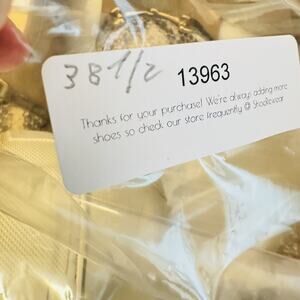 38 1/2 13963
Thanks for your purchase! We're always adding more
shoes so check our store frequently @